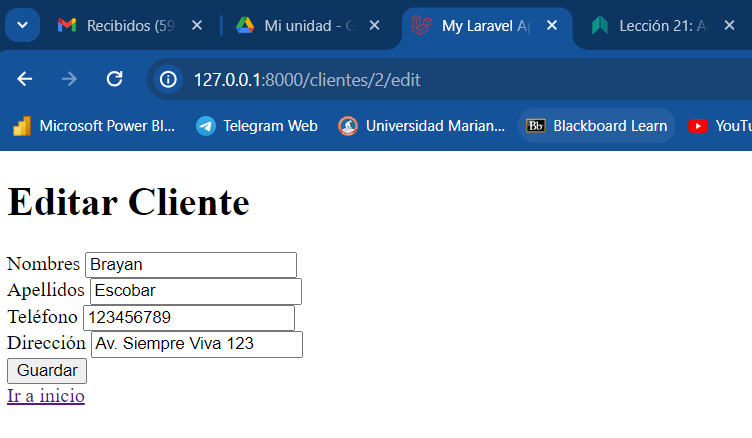 Recibidos (59
Mi unidad - G
My Laravel Ap
Lección 21: A
127.0.0.1:8000/clientes/2/edit
Microsoft Power BI...
Telegram Web
Universidad Marian...
Bb
Blackboard Learn
YouTu
Editar Cliente
Nombres Brayan
Apellidos Escobar
Teléfono 123456789
Dirección Av. Siempre Viva 123
Guardar
Ir a inicio